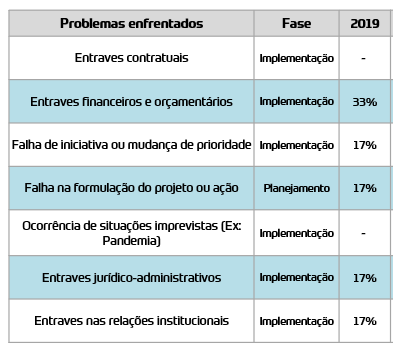 Problemas enfrentados Fase 2019
Entraves contratuais Implementação -
Entraves financeiros e orçamentários Implementação 33%
Falha de iniciativa ou mudança de prioridade Implementação 17%
Falha na formulação do projeto ou ação Planejamento 17%
Ocorrência de situações imprevistas (Ex:
Pandemia) Implementação -
Entraves jurídico-administrativos Implementação 17%
Entraves nas relações institucionais Implementação 17%